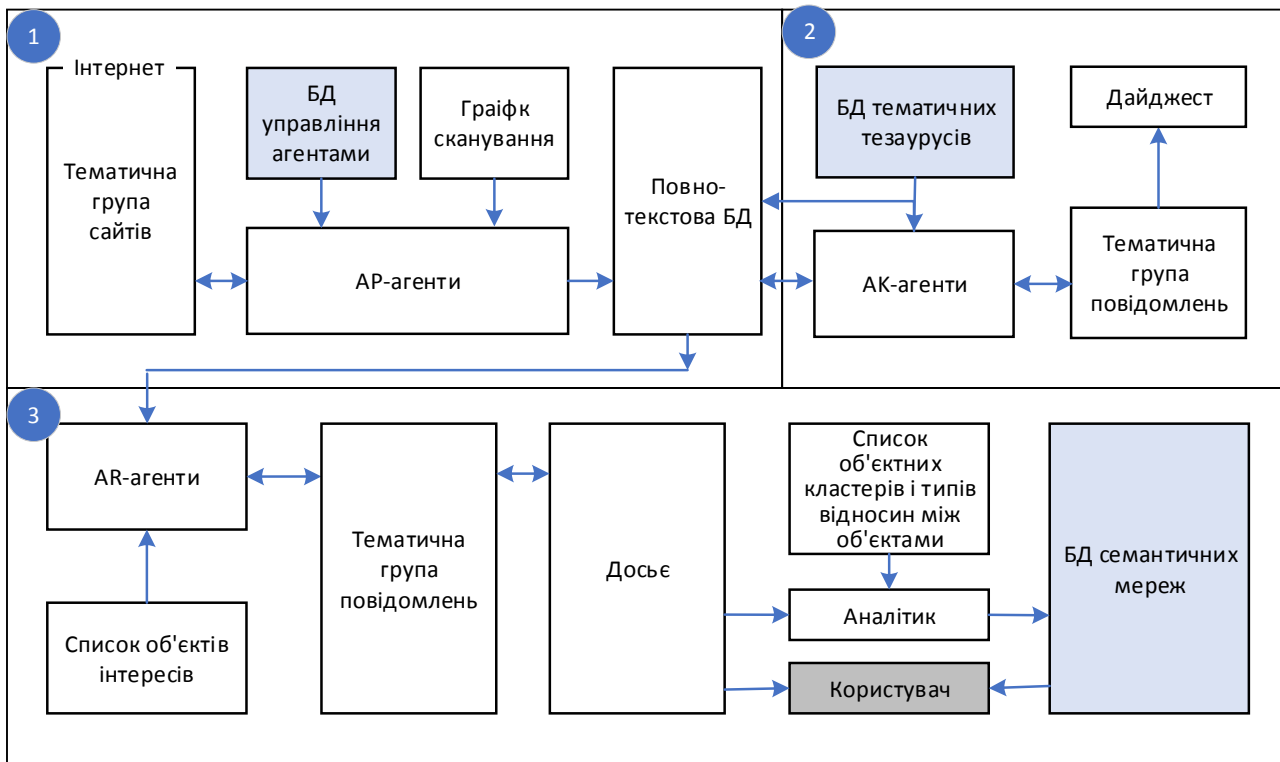 1
Інтернет
Тематична
група
сайтів
БД
управління
агентами
Граіфк
сканування
АР-агенти
Повно-
текстова БД
2
БД тематичних
тезаурусів
АК-агенти
Дайджест
Тематична
група
повідомлень
3
AR-агенти
Список об'єктів
інтересів
Тематична
група
повідомлень
Досьє
Список
об'єктних
кластерів і типів
відносин між
об'єктами
Аналітик
Користувач
БД семантичних
мереж